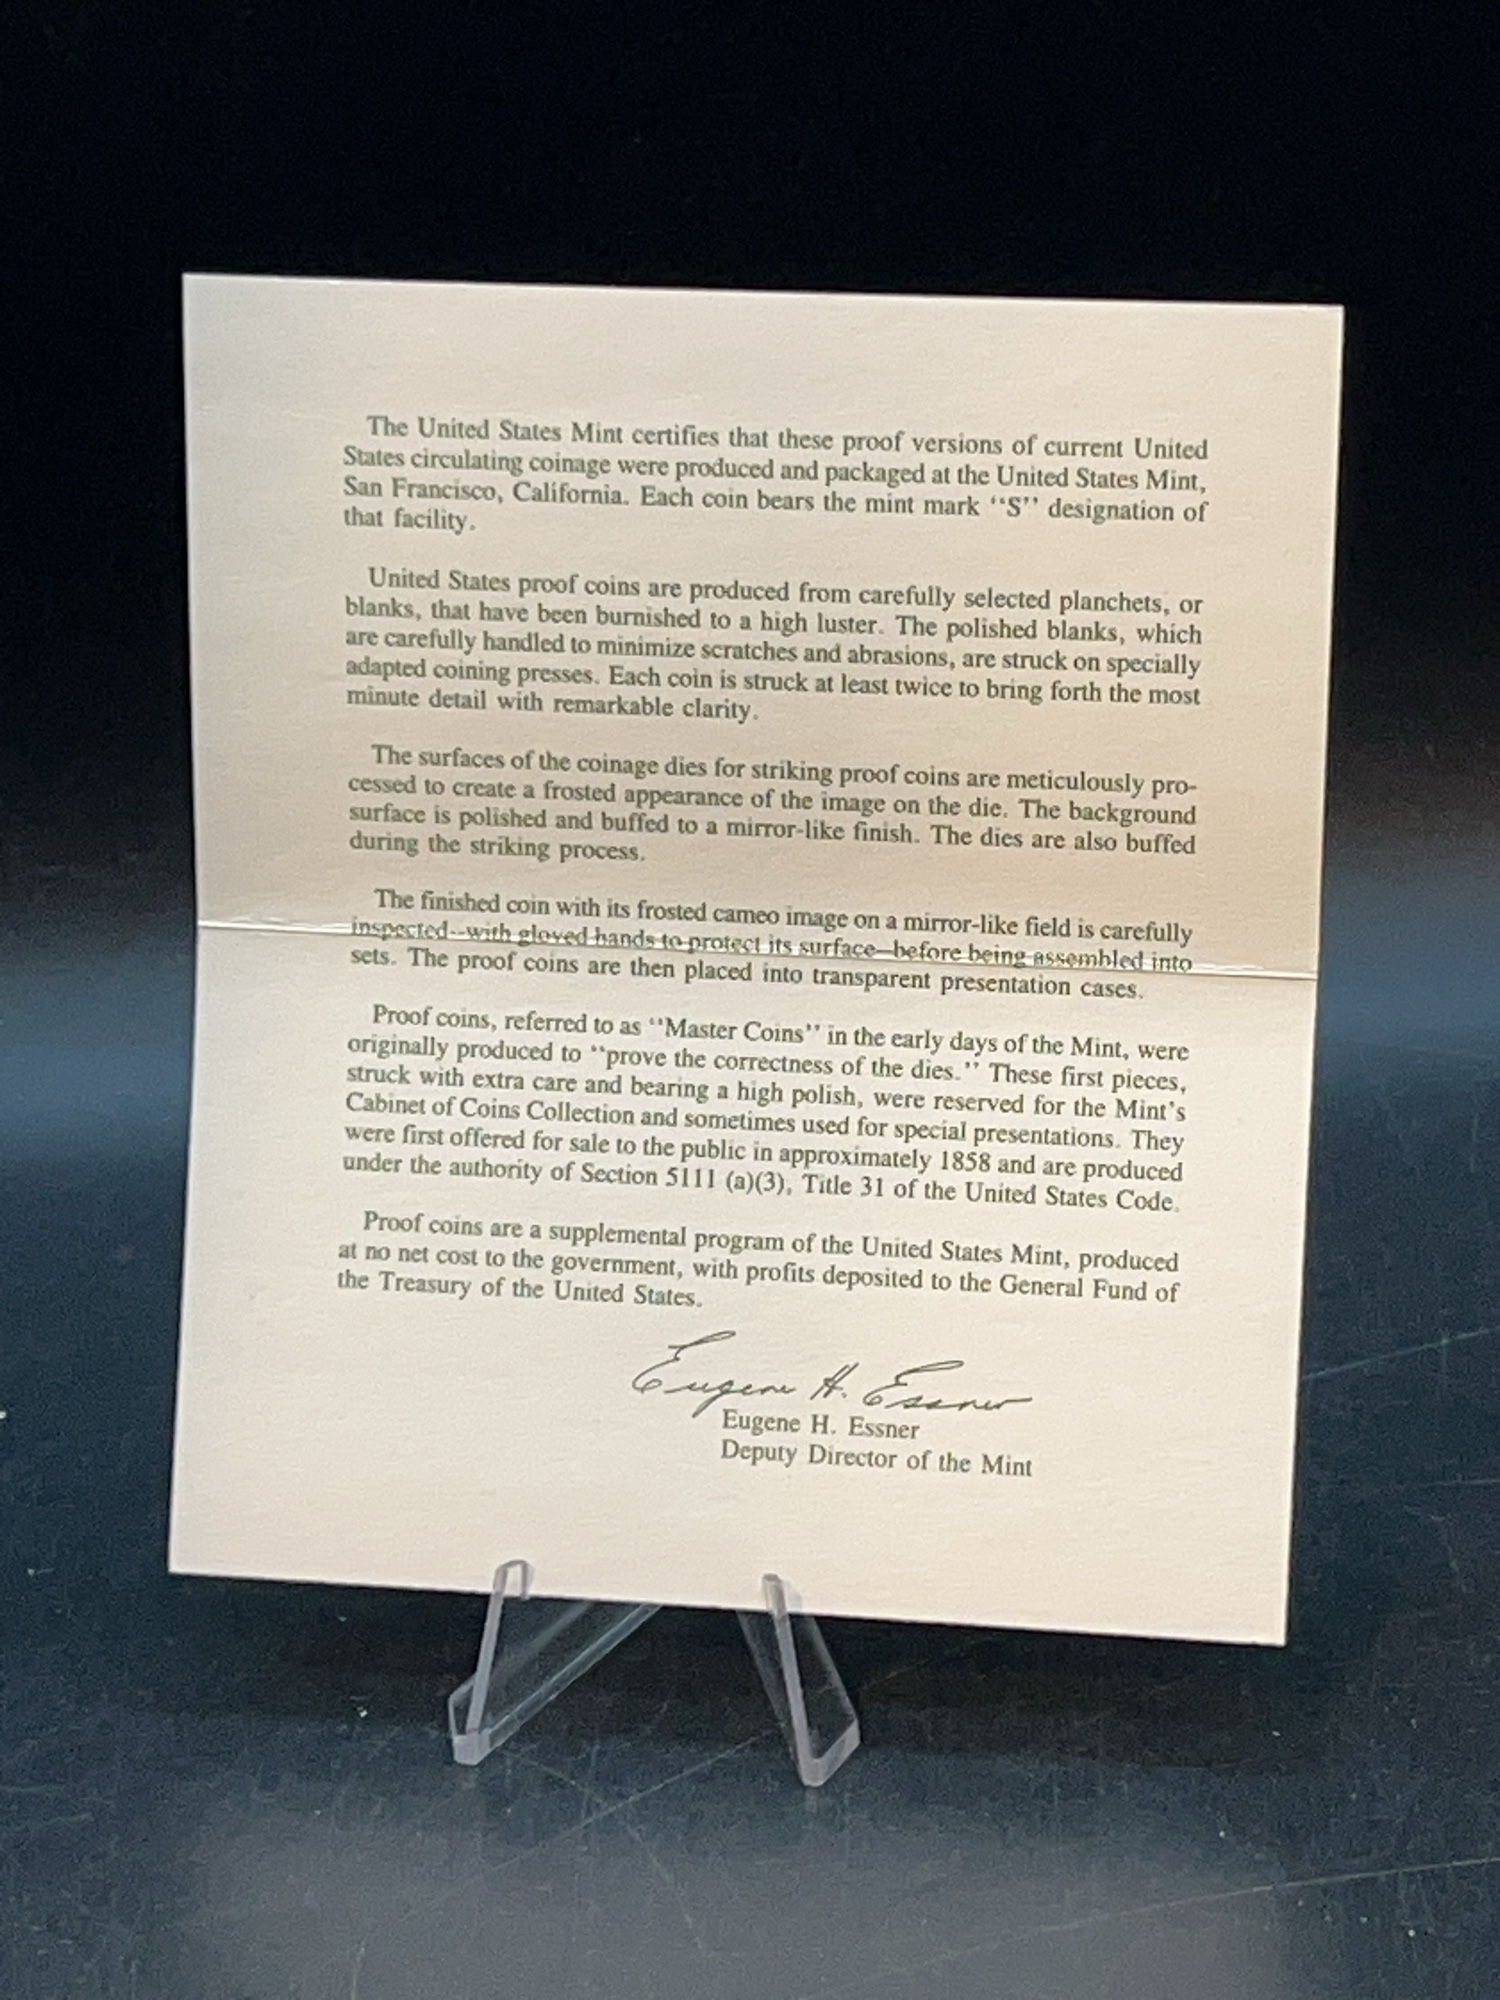 The United States Mint certifies that these proof versions of current United
States circulating coinage were produced and packaged at the United States Mint,
San Francisco, California. Each coin bears the mint mark ‘‘S’’ designation of
that facility.
United States proof coins are produced from carefully selected planchets, or
blanks, that have been burnished to a high luster. The polished blanks, which
are carefully handled to minimize scratches and abrasions, are struck on specially
adapted coining presses. Each coin is struck at least twice to bring forth the most
minute detail with remarkable clarity.
The surfaces of the coinage dies for striking proof coins are meticulously pro-
cessed to create a frosted appearance of the image on the die. The background
surface is polished and buffed to a mirror-like finish. The dies are also buffed
during the striking process.
The finished coin with its frosted cameo image on a mirror-like field is carefully
inspected--with gloved hands to protect its surface—before being assembled into
sets. The proof coins are then placed into transparent presentation cases.
Proof coins, referred to as ‘‘Master Coins’’ in the early days of the Mint, were
originally produced to ‘‘prove the correctness of the dies.’’ These first pieces,
struck with extra care and bearing a high polish, were reserved for the Mint’s
Cabinet of Coins Collection and sometimes used for special presentations. They
were first offered for sale to the public in approximately 1858 and are produced
under the authority of Section 5111 (a)(3), Title 31 of the United States Code.
Proof coins are a supplemental program of the United States Mint, produced
at no net cost to the government, with profits deposited to the General Fund of
the Treasury of the United States.
Eugene H. Essner
Eugene H. Essner
Deputy Director of the Mint